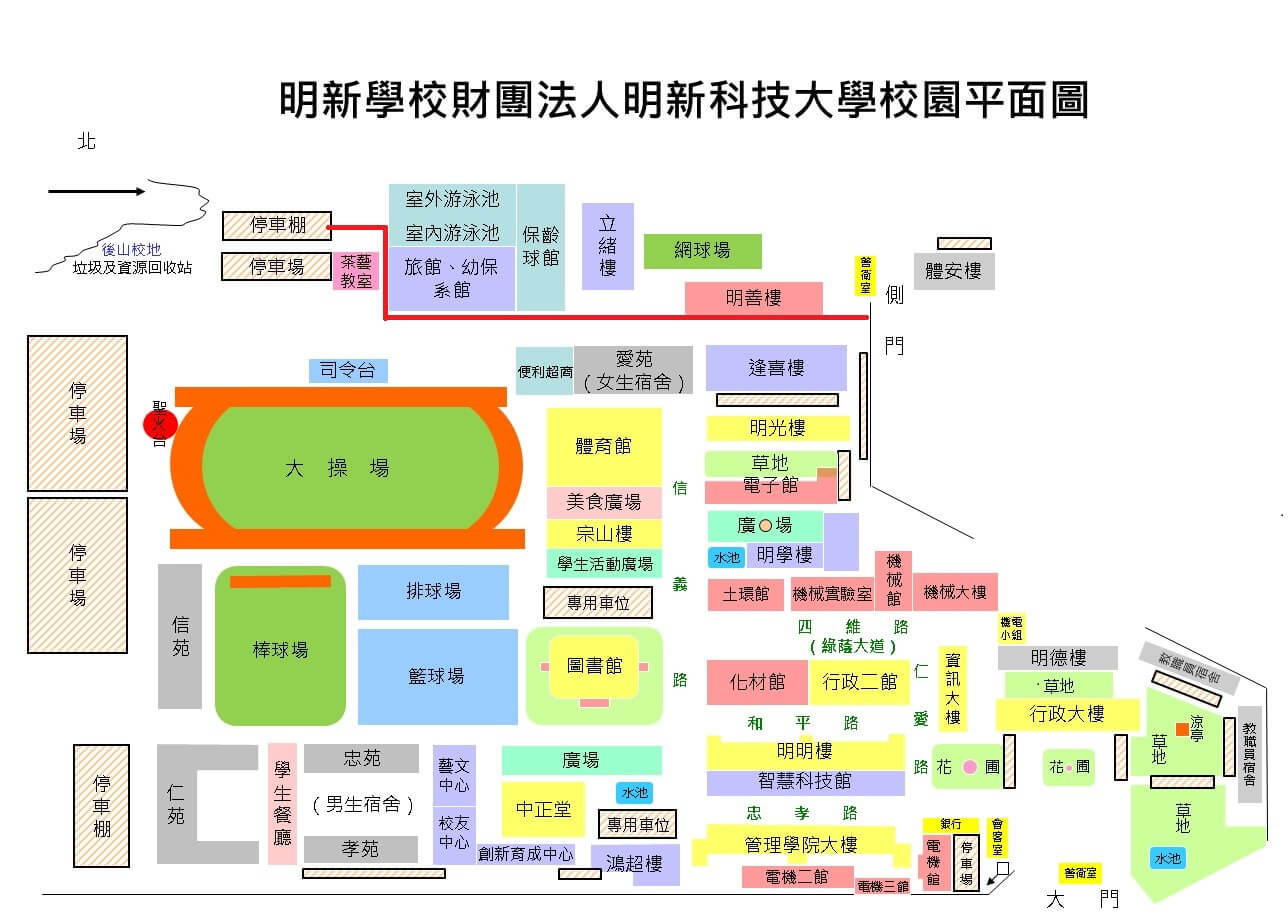 明新學校財團法人明新科技大學校園平面圖
北
後山校地
垃圾及資源回收站
停車棚
停車場
茶藝
教室
室外游泳池
室內游泳池
旅館、幼保
系館
保齡
球館
立緒樓
網球場
明善樓
警衛室
側門
體安樓
停車場
停車場
聖火台
司令台
大操場
便利超商
愛苑
(女生宿舍)
逢喜樓
體育館
美食廣場
宗山樓
學生活動廣場
專用車位
信義路
明光樓
草地
電子館
廣場
水池
明學樓
土環館
機械實驗室
機械館
機械大樓
信苑
棒球場
排球場
籃球場
圖書館
四維路
(綠蔭大道)
化材館
行政二館
仁愛路
資訊大樓
機電
小組
明德樓
草地
行政大樓
教職員宿舍
涼亭
草地
教職員宿舍
和平路
明明樓
智慧科技館
花圃
花圃
草地
水池
停車棚
仁苑
學生餐廳
忠苑
(男生宿舍)
孝苑
藝文
中心
校友
中心
廣場
中正堂
水池
專用車位
創新育成中心
鴻超樓
忠孝路
管理學院大樓
電機二館
電機三館
銀行
電機館
停車場
會客室
警衛室
大門